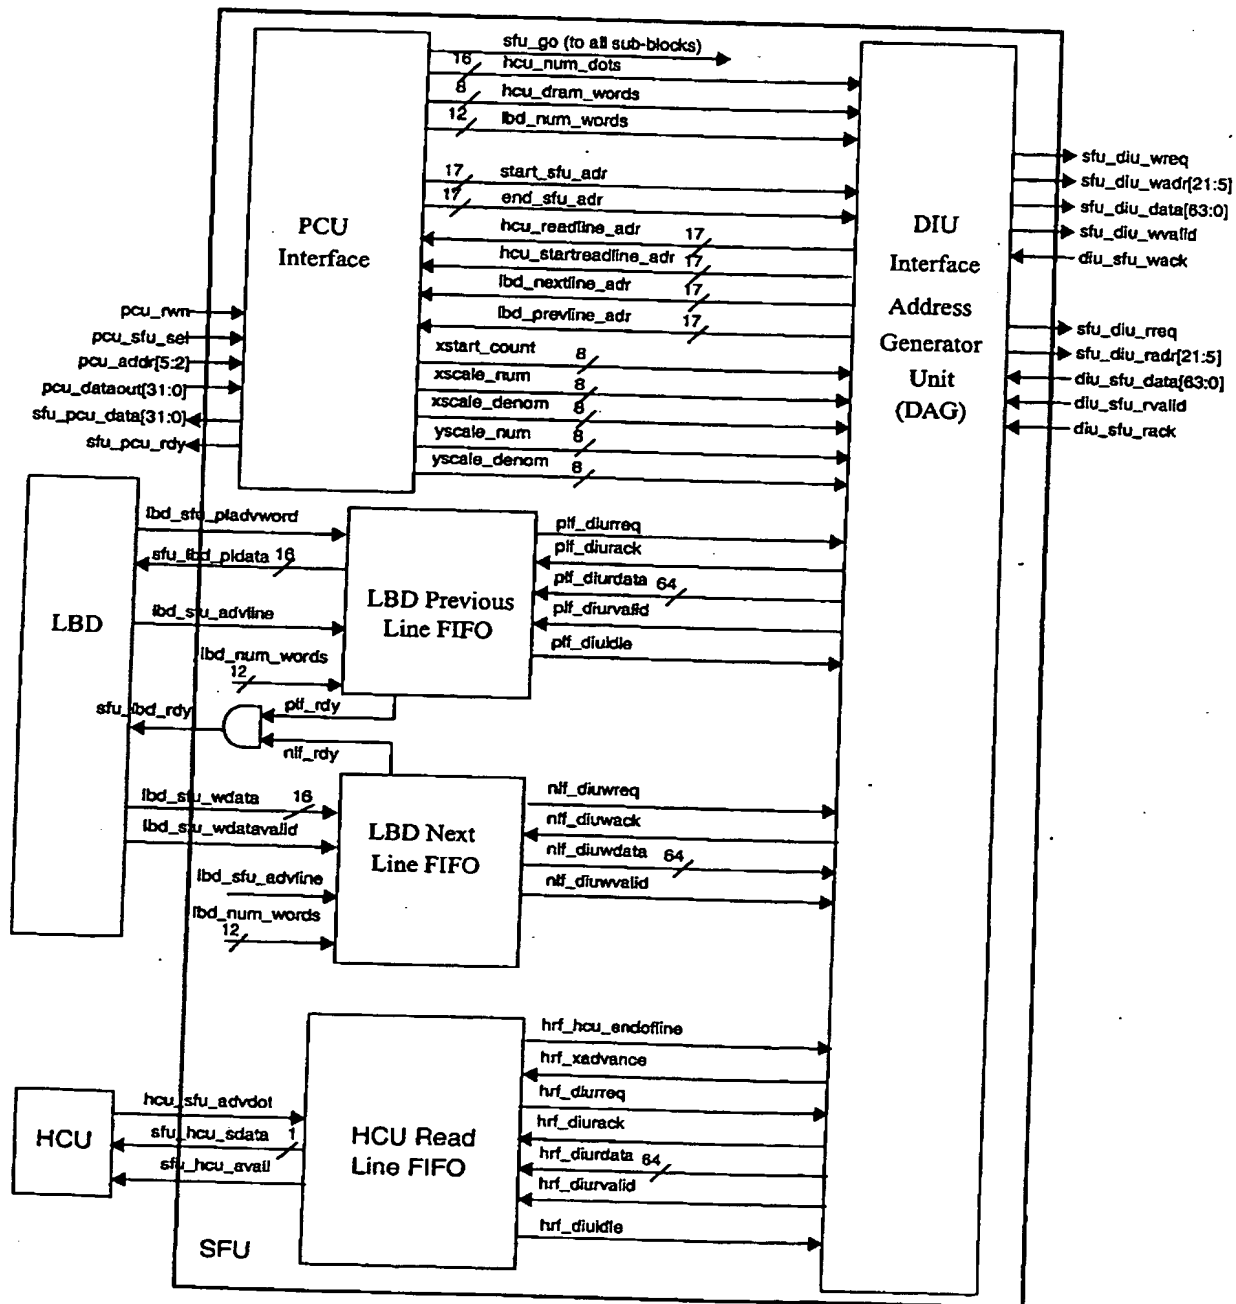 sfu_go (to all sub-blocks)
16
hcu_num_dots
8
hcu_dram_words
12
lbd_num_words
17
start_sfu_adr
17
end_sfu_adr
hcu_readline_adr
17
hcu_startreadline_adr
17
lbd_nextline_adr
17
lbd_prevline_adr
17
xstart_count
8
xscale_num
8
xscale_denom
8
yscale_num
8
yscale_denom
8
PCU
Interface
DIU
Interface
Address
Generator
Unit
(DAG)
pcu_rwn
pcu_sfu_sel
pcu_addr[5:2]
pcu_dataout[31:0]
sfu_pcu_data[31:0]
sfu_pcu_rdy
sfu_diu_wreq
sfu_diu_wadr[21:5]
sfu_diu_data[63:0]
sfu_diu_wvalid
diu_sfu_wack
sfu_diu_rreq
sfu_diu_radr[21:5]
diu_sfu_data[63:0]
diu_sfu_rvalid
diu_sfu_rack
LBD
lbd_sfu_pladvword
sfu_lbd_pldata
16
lbd_sfu_advline
lbd_num_words
12
LBD Previous
Line FIFO
plf_diurreq
plf_diurack
plf_diurdata
64
plf_diurvalid
plf_diuidle
sfu_lbd_rdy
plf_rdy
nlf_rdy
lbd_sfu_wdata
16
lbd_sfu_wdatavalid
lbd_sfu_advline
lbd_num_words
12
LBD Next
Line FIFO
nlf_diuwreq
nlf_diuwack
nlf_diuwdata
64
nlf_diuwvalid
HCU
hcu_sfu_advdot
sfu_hcu_sdata
1
sfu_hcu_avail
HCU Read
Line FIFO
hrf_hcu_endofline
hrf_xadvance
hrf_diurreq
hrf_diurack
hrf_diurdata
64
hrf_diurvalid
hrf_diuidle
SFU